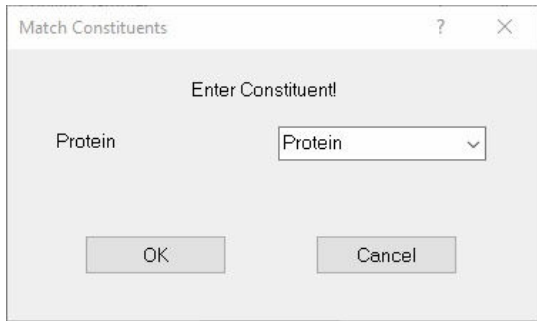 Match Constituents ?
Enter Constituent!
Protein Protein
OK Cancel